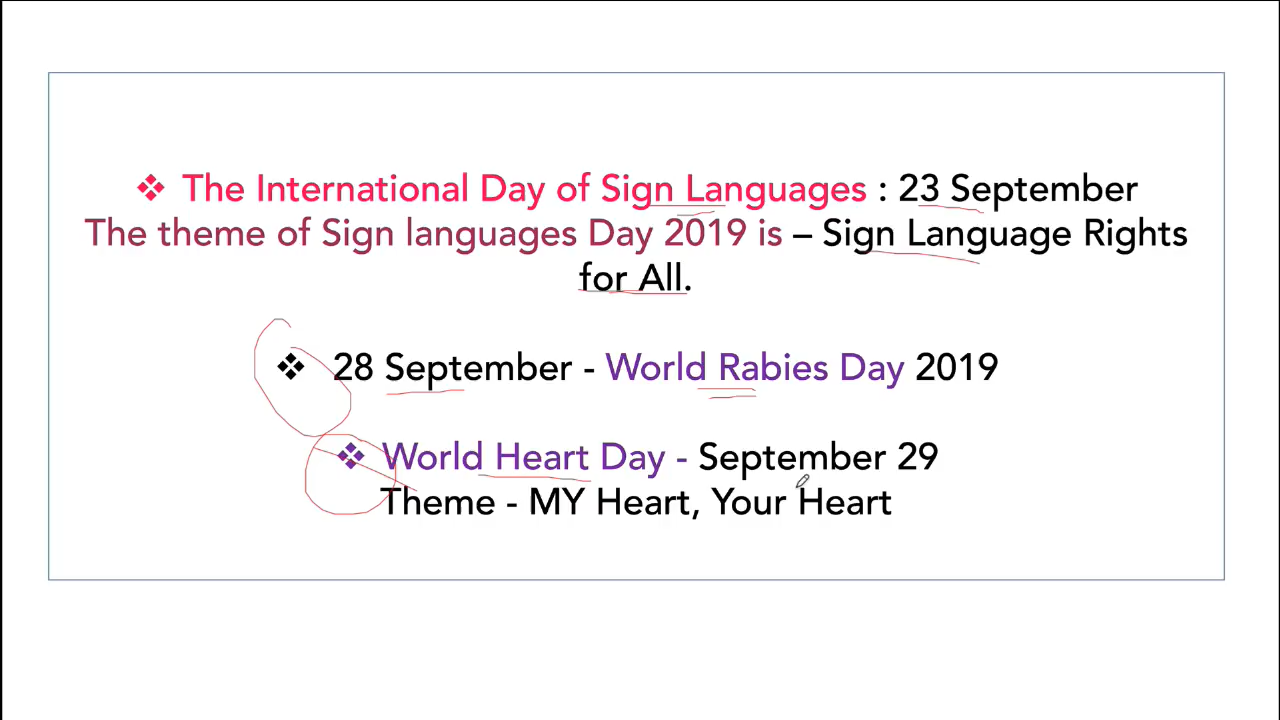 ❖ The International Day of Sign Languages : 23 September
The theme of Sign languages Day 2019 is – Sign Language Rights
for All.
❖ 28 September - World Rabies Day 2019
❖ World Heart Day - September 29
Theme - MY Heart, Your Heart